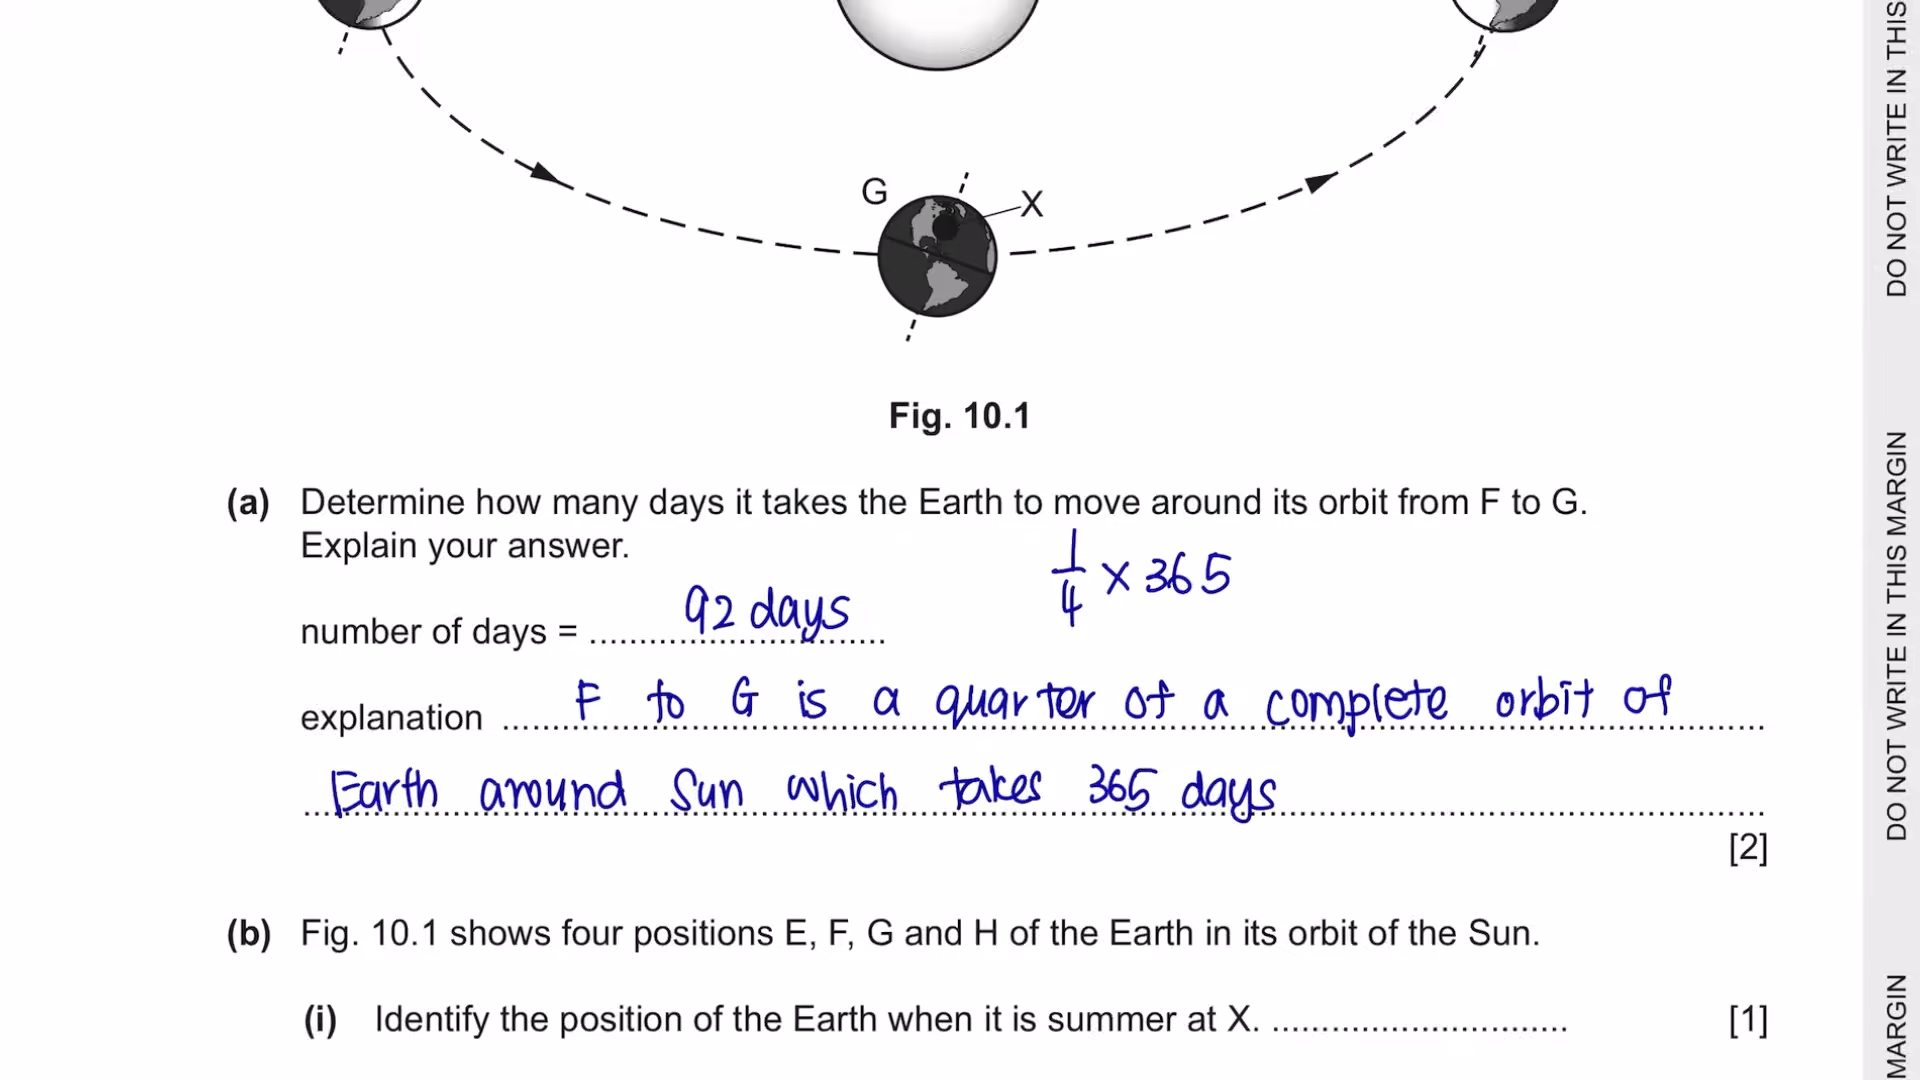 G
X
Fig. 10.1
(a) Determine how many days it takes the Earth to move around its orbit from F to G.
Explain your answer.
1/4 × 365
number of days = 92 days
explanation F to G is a quarter of a complete orbit of
Earth around Sun which takes 365 days
[2]
(b) Fig. 10.1 shows four positions E, F, G and H of the Earth in its orbit of the Sun.
(i) Identify the position of the Earth when it is summer at X. [1]
DO NOT WRITE IN THIS
DO NOT WRITE IN THIS MARGIN
MARGIN